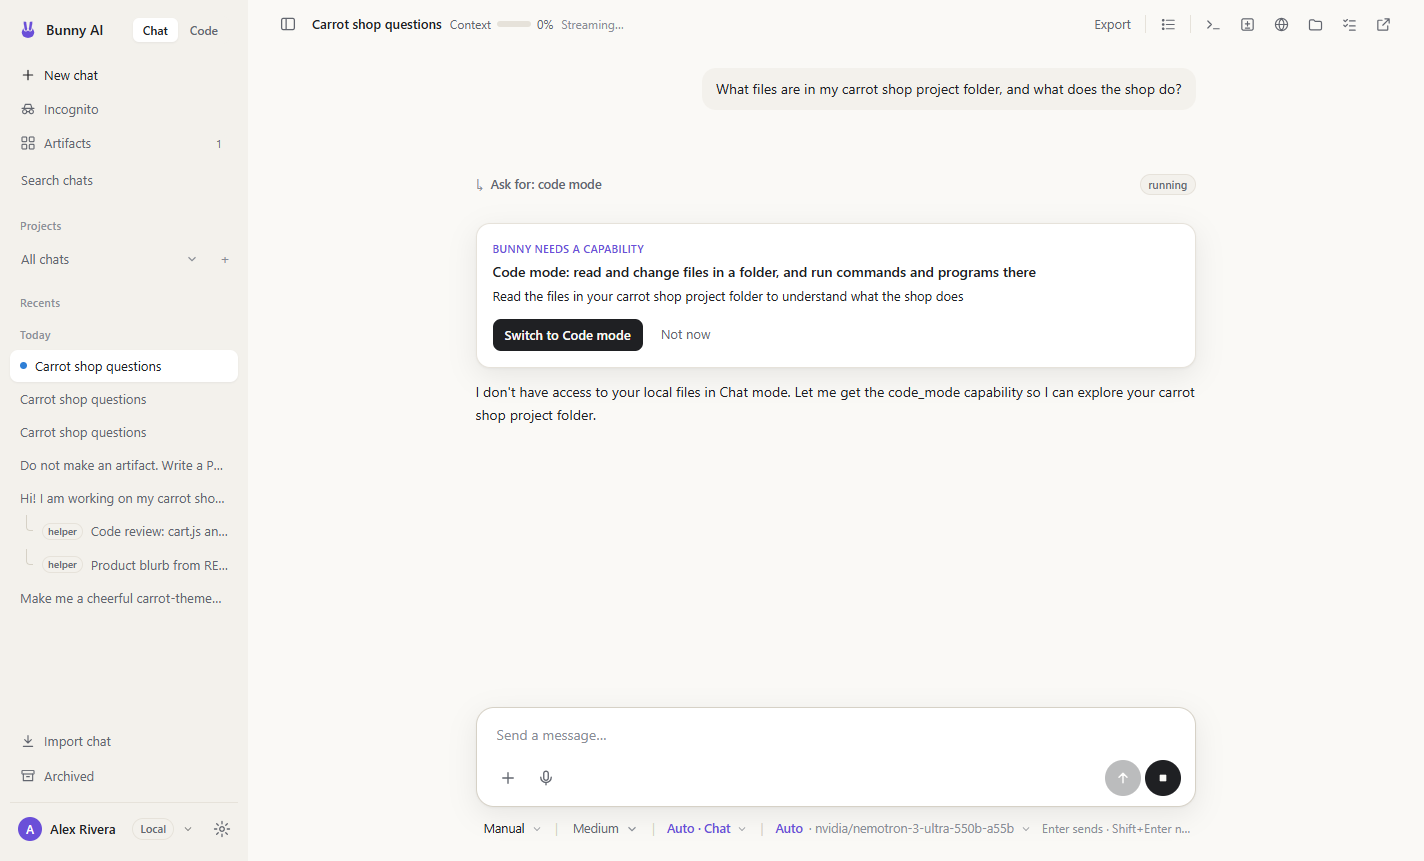 Bunny AI
Chat
Code
New chat
Incognito
Artifacts
1
Search chats
Projects
All chats
+
Recents
Today
Carrot shop questions
Carrot shop questions
Carrot shop questions
Do not make an artifact. Write a P...
Hi! I am working on my carrot sho...
helper
Code review: cart.js an...
helper
Product blurb from RE...
Make me a cheerful carrot-theme...
Import chat
Archived
A
Alex Rivera
Local
Carrot shop questions
Context
0%
Streaming...
Export
What files are in my carrot shop project folder, and what does the shop do?
Ask for: code mode
running
BUNNY NEEDS A CAPABILITY
Code mode: read and change files in a folder, and run commands and programs there
Read the files in your carrot shop project folder to understand what the shop does
Switch to Code mode
Not now
I don't have access to your local files in Chat mode. Let me get the code_mode capability so I can explore your carrot
shop project folder.
Send a message...
Manual
Medium
Auto · Chat
Auto · nvidia/nemotron-3-ultra-550b-a55b
Enter sends · Shift+Enter n...